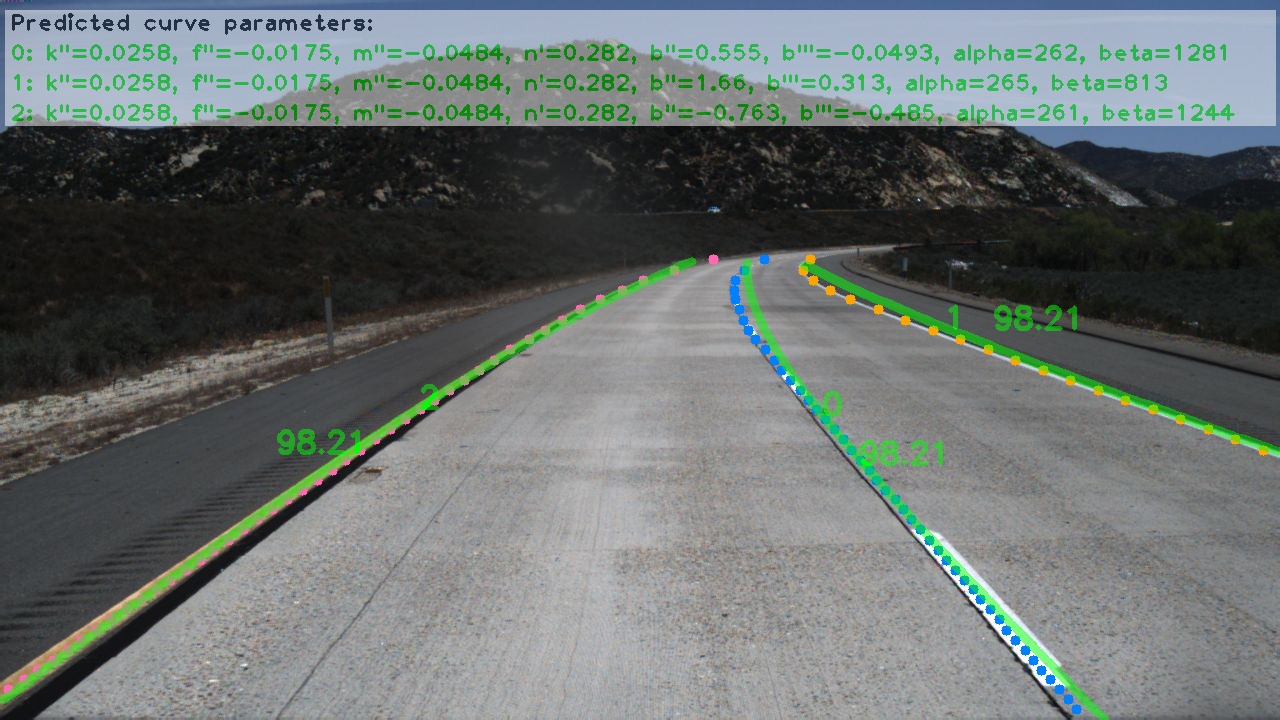 Predicted curve parameters:
0: k''=0.0258, f''=-0.0175, m''=-0.0484, n'=0.282, b''=0.555, b'''=-0.0493, alpha=262, beta=1281
1: k''=0.0258, f''=-0.0175, m''=-0.0484, n'=0.282, b''=1.66, b'''=0.313, alpha=265, beta=813
2: k''=0.0258, f''=-0.0175, m''=-0.0484, n'=0.282, b''=-0.763, b'''=-0.485, alpha=261, beta=1244
1 98.21
2
0
98.21
98.21